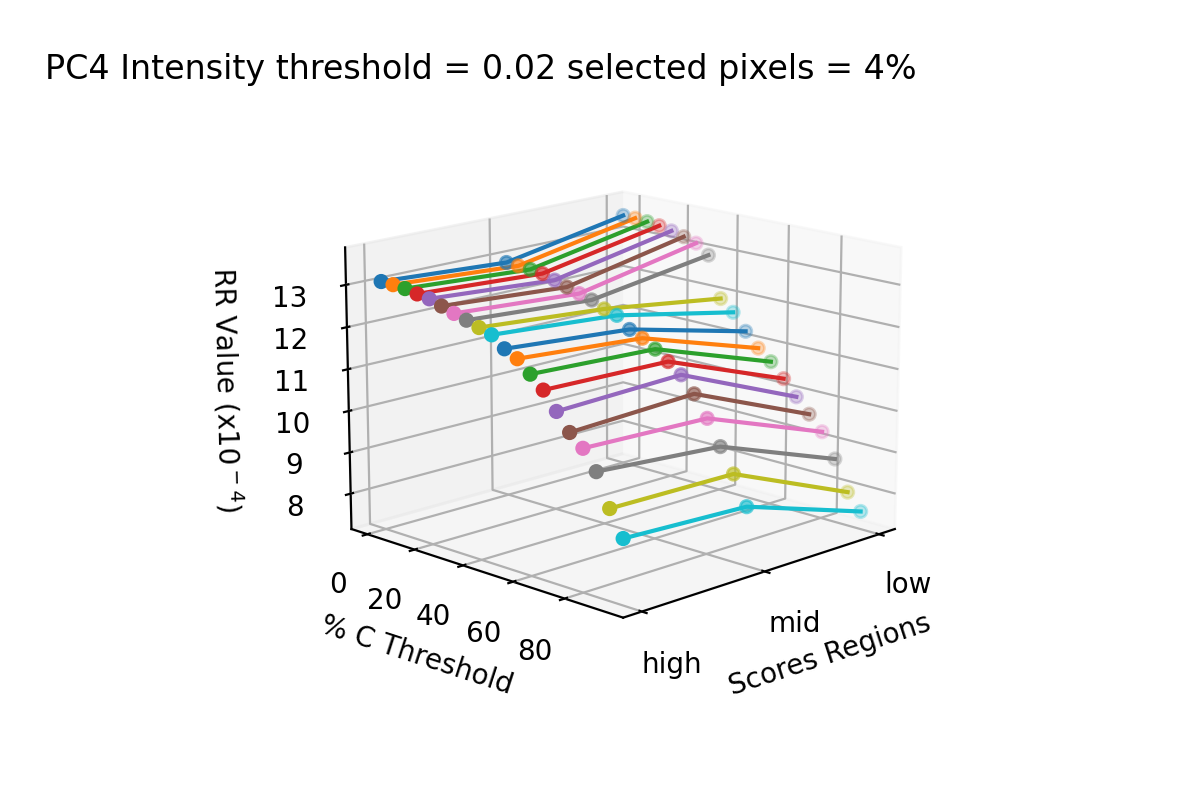 PC4 Intensity threshold = 0.02 selected pixels = 4%
RR Value (x10⁻⁴)
13
12
11
10
9
8
0
20
40
60
80
% C Threshold
high
mid
low
Scores Regions